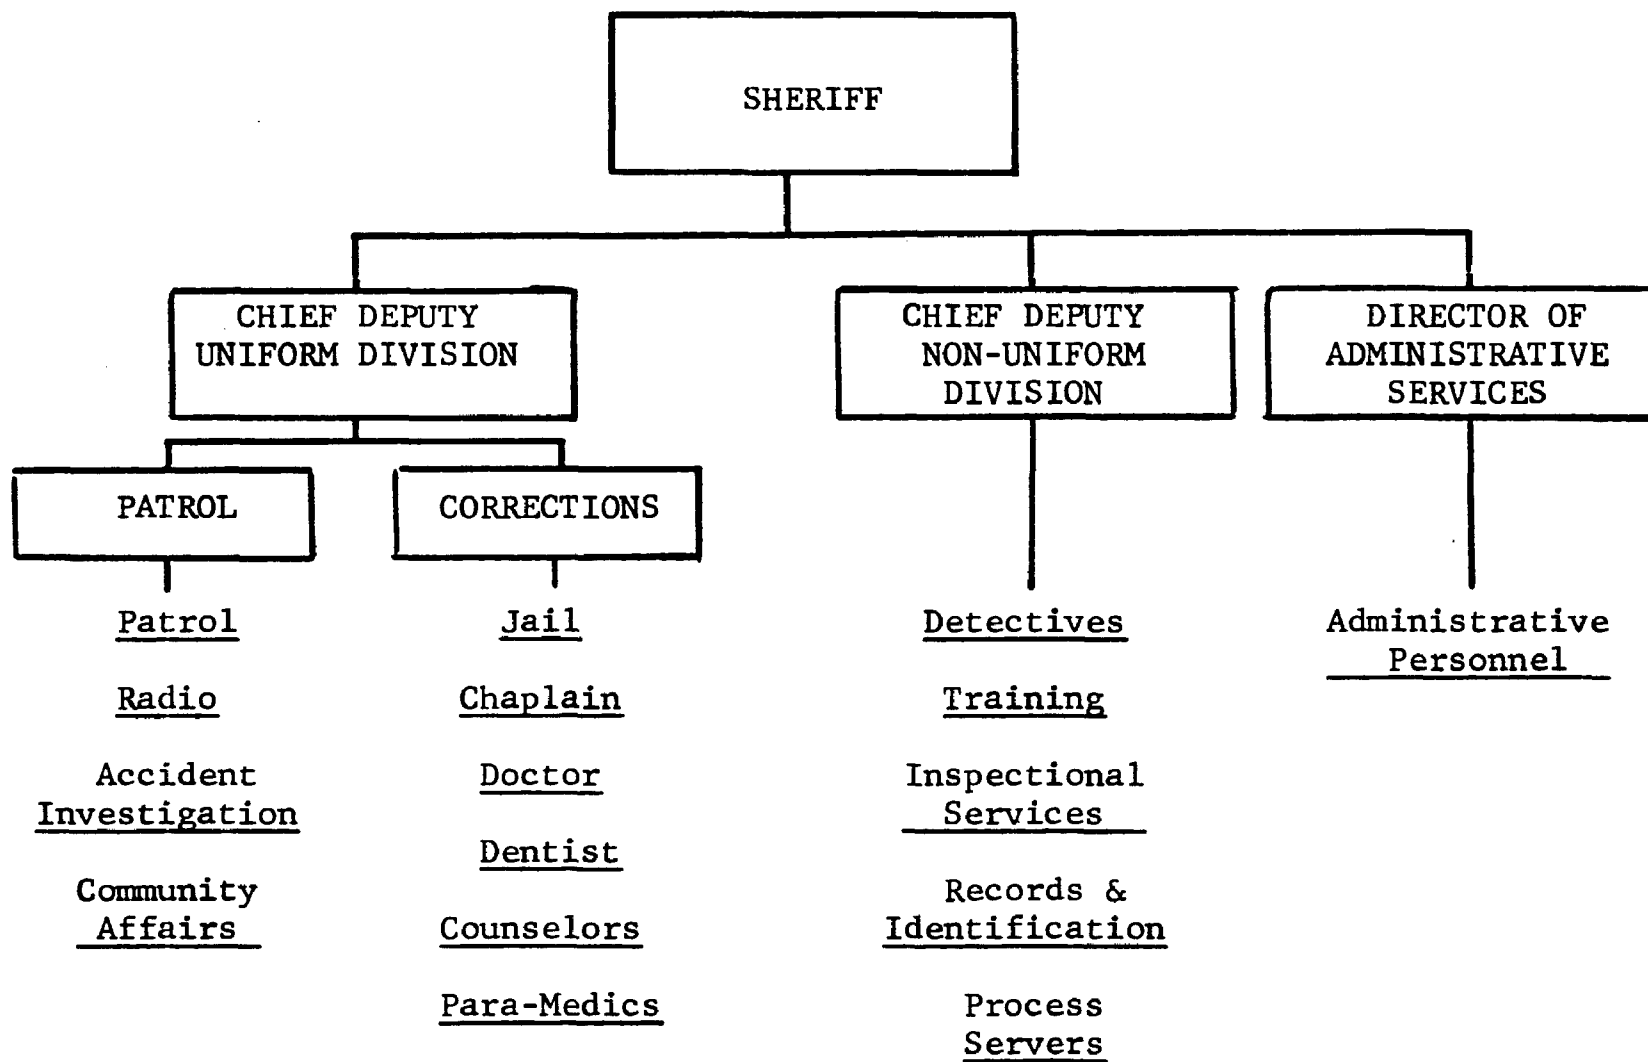 SHERIFF
CHIEF DEPUTY
UNIFORM DIVISION
CHIEF DEPUTY
NON-UNIFORM
DIVISION
DIRECTOR OF
ADMINISTRATIVE
SERVICES
PATROL
CORRECTIONS
Patrol
Radio
Accident
Investigation
Community
Affairs
Jail
Chaplain
Doctor
Dentist
Counselors
Para-Medics
Detectives
Training
Inspectional
Services
Records &
Identification
Process
Servers
Administrative
Personnel